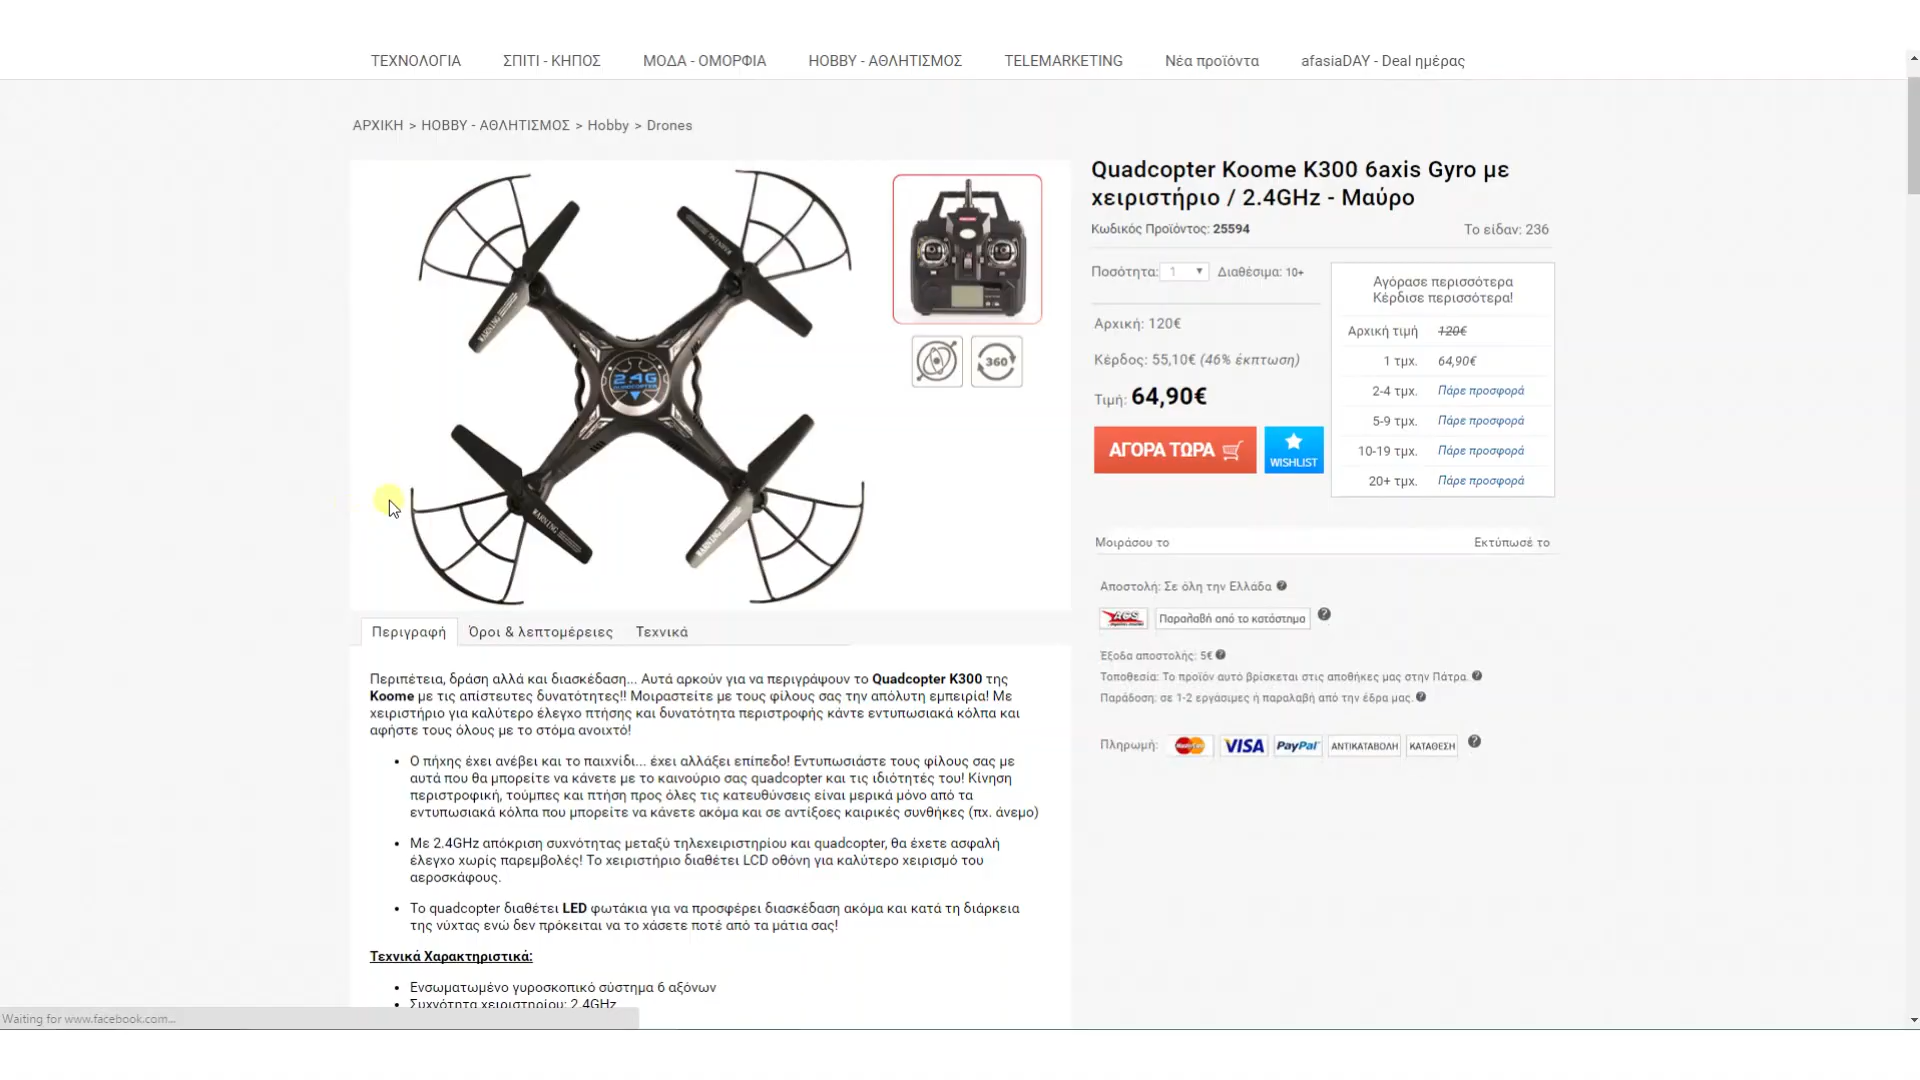 ΤΕΧΝΟΛΟΓΙΑ ΣΠΙΤΙ - ΚΗΠΟΣ ΜΟΔΑ - ΟΜΟΡΦΙΑ HOBBY - ΑΘΛΗΤΙΣΜΟΣ TELEMARKETING Νέα προϊόντα afasiaDAY - Deal ημέρας
ΑΡΧΙΚΗ > HOBBY - ΑΘΛΗΤΙΣΜΟΣ > Hobby > Drones
Quadcopter Koome K300 6axis Gyro με
χειριστήριο / 2.4GHz - Μαύρο
Κωδικός Προϊόντος: 25594 Το είδαν: 236
Ποσότητα: 1 Διαθέσιμα: 10+
Αρχική: 120€
Κέρδος: 55,10€ (46% έκπτωση)
Τιμή: 64,90€
ΑΓΟΡΑ ΤΩΡΑ
WISHLIST
Αγόρασε περισσότερα
Κέρδισε περισσότερα!
Αρχική τιμή 120€
1 τμχ. 64,90€
2-4 τμχ. Πάρε προσφορά
5-9 τμχ. Πάρε προσφορά
10-19 τμχ. Πάρε προσφορά
20+ τμχ. Πάρε προσφορά
2.4G
WARNING
WARNING
WARNING
360
Μοιράσου το Εκτύπωσέ το
Αποστολή: Σε όλη την Ελλάδα
ACS Παραλαβή από το κατάστημα
Έξοδα αποστολής: 5€
Τοποθεσία: Το προϊόν αυτό βρίσκεται στις αποθήκες μας στην Πάτρα.
Παράδοση: σε 1-2 εργάσιμες ή παραλαβή από την έδρα μας.
Πληρωμή: MasterCard VISA PayPal ΑΝΤΙΚΑΤΑΒΟΛΗ ΚΑΤΑΘΕΣΗ
Περιγραφή Όροι & λεπτομέρειες Τεχνικά
Περιπέτεια, δράση αλλά και διασκέδαση... Αυτά αρκούν για να περιγράψουν το Quadcopter K300 της
Koome με τις απίστευτες δυνατότητες!! Μοιραστείτε με τους φίλους σας την απόλυτη εμπειρία! Με
χειριστήριο για καλύτερο έλεγχο πτήσης και δυνατότητα περιστροφής κάντε εντυπωσιακά κόλπα και
αφήστε τους όλους με το στόμα ανοιχτό!
• Ο πήχης έχει ανέβει και το παιχνίδι... έχει αλλάξει επίπεδο! Εντυπωσιάστε τους φίλους σας με
αυτά που θα μπορείτε να κάνετε με το καινούριο σας quadcopter και τις ιδιότητές του! Κίνηση
περιστροφική, τούμπες και πτήση προς όλες τις κατευθύνσεις είναι μερικά μόνο από τα
εντυπωσιακά κόλπα που μπορείτε να κάνετε ακόμα και σε αντίξοες καιρικές συνθήκες (πχ. άνεμο)
• Με 2.4GHz απόκριση συχνότητας μεταξύ τηλεχειριστηρίου και quadcopter, θα έχετε ασφαλή
έλεγχο χωρίς παρεμβολές! Το χειριστήριο διαθέτει LCD οθόνη για καλύτερο χειρισμό του
αεροσκάφους.
• Το quadcopter διαθέτει LED φωτάκια για να προσφέρει διασκέδαση ακόμα και κατά τη διάρκεια
της νύχτας ενώ δεν πρόκειται να το χάσετε ποτέ από τα μάτια σας!
Τεχνικά Χαρακτηριστικά:
• Ενσωματωμένο γυροσκοπικό σύστημα 6 αξόνων
• Συχνότητα χειριστηρίου: 2.4GHz
Waiting for www.facebook.com...